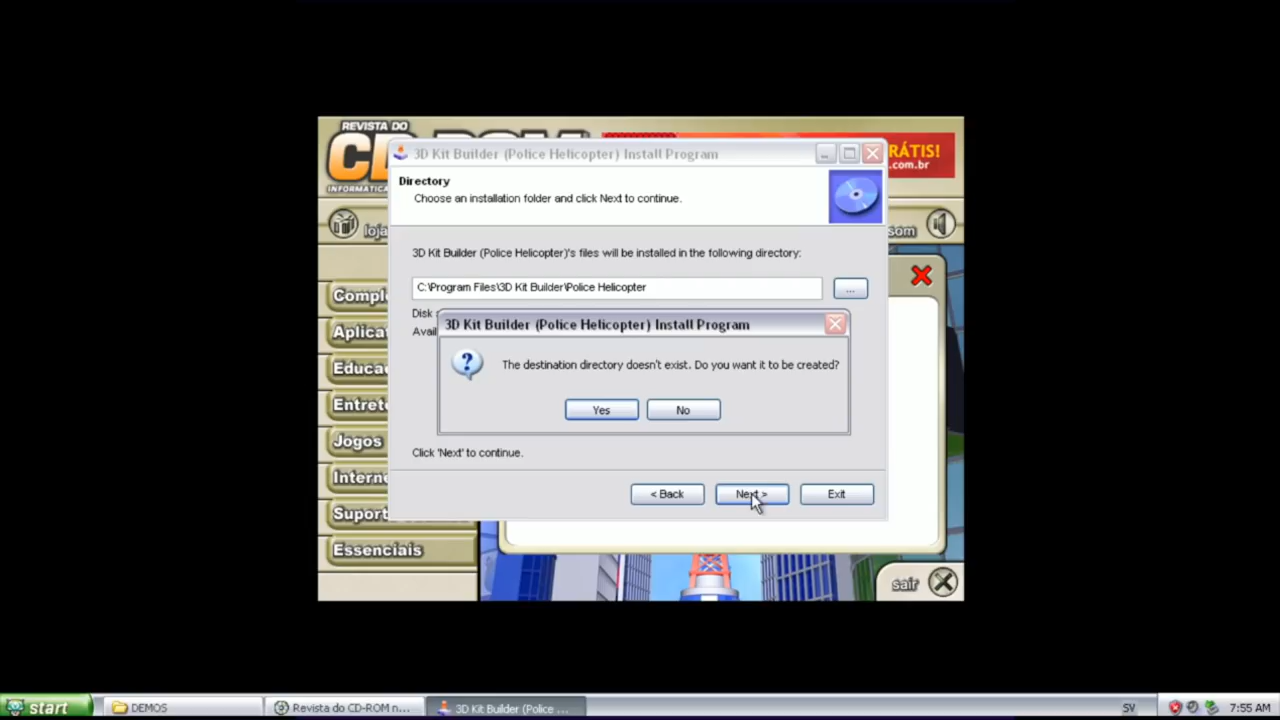 REVISTA DO
CD-ROM
RÁTIS!
.com.br
INFORMÁTICA
loja
som
3D Kit Builder (Police Helicopter) Install Program
Directory
Choose an installation folder and click Next to continue.
3D Kit Builder (Police Helicopter)'s files will be installed in the following directory:
C:\Program Files\3D Kit Builder\Police Helicopter
...
Disk
Avail
3D Kit Builder (Police Helicopter) Install Program
The destination directory doesn't exist. Do you want it to be created?
Yes
No
Click 'Next' to continue.
< Back
Next >
Exit
Comple
Aplica
Educa
Entrete
Jogos
Interne
Suport
Essenciais
sair
start
DEMOS
Revista do CD-ROM n...
3D Kit Builder (Police ...
SV
7:55 AM